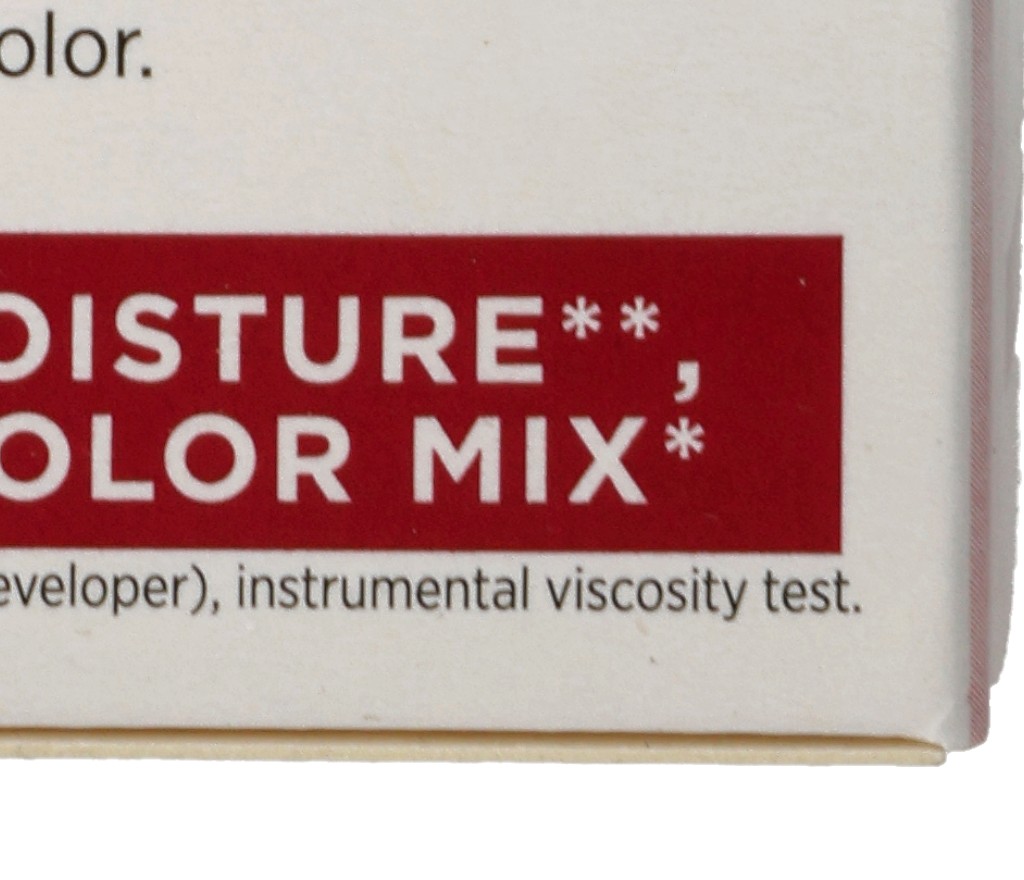 olor.
OISTURE**,
OLOR MIX*
eveloper), instrumental viscosity test.